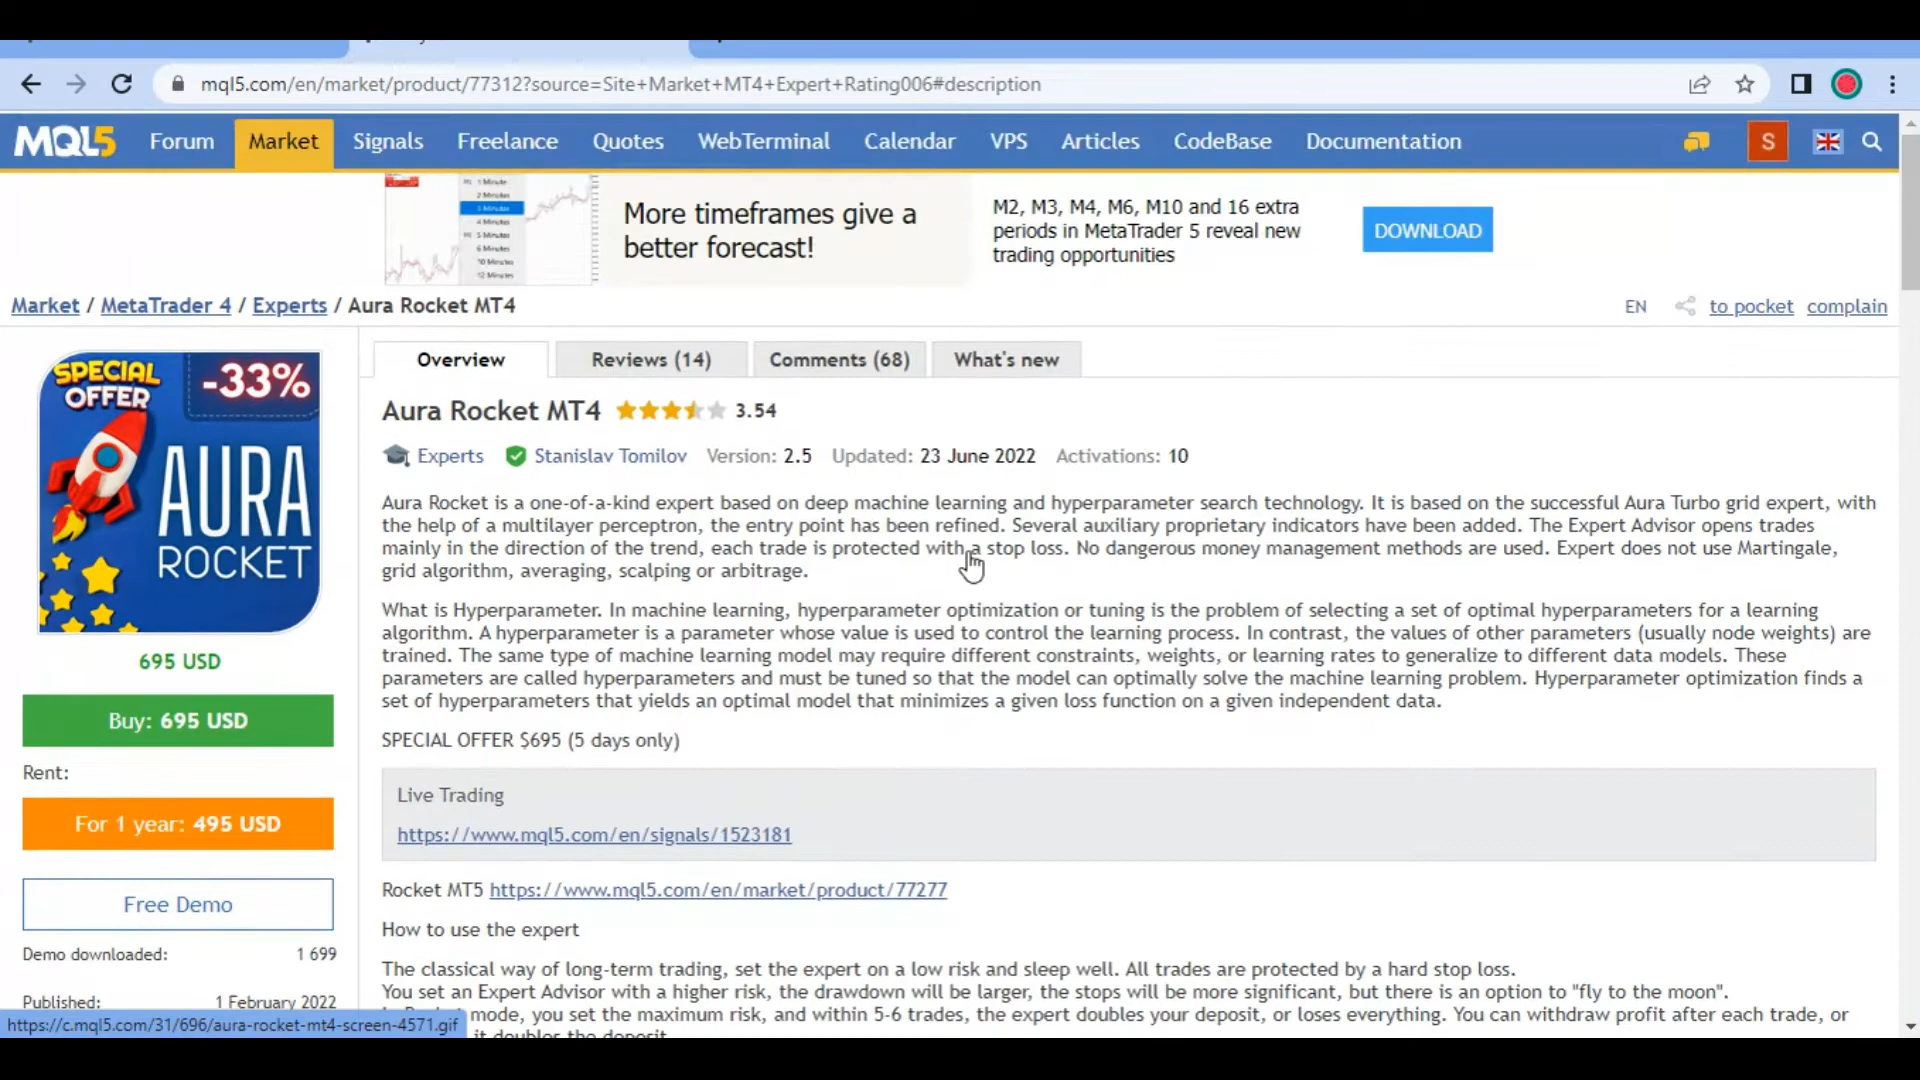 mql5.com/en/market/product/77312?source=Site+Market+MT4+Expert+Rating006#description
MQL5 Forum Market Signals Freelance Quotes WebTerminal Calendar VPS Articles CodeBase Documentation S
1 Minute
2 Minutes
3 Minutes
4 Minutes
5 Minutes
6 Minutes
10 Minutes
12 Minutes
More timeframes give a
better forecast!
M2, M3, M4, M6, M10 and 16 extra
periods in MetaTrader 5 reveal new
trading opportunities
DOWNLOAD
Market / MetaTrader 4 / Experts / Aura Rocket MT4
EN to pocket complain
SPECIAL
OFFER
-33%
AURA
ROCKET
695 USD
Buy: 695 USD
Rent:
For 1 year: 495 USD
Free Demo
Demo downloaded: 1 699
Published: 1 February 2022
https://c.mql5.com/31/696/aura-rocket-mt4-screen-4571.gif
Overview Reviews (14) Comments (68) What's new
Aura Rocket MT4 3.54
Experts Stanislav Tomilov Version: 2.5 Updated: 23 June 2022 Activations: 10
Aura Rocket is a one-of-a-kind expert based on deep machine learning and hyperparameter search technology. It is based on the successful Aura Turbo grid expert, with
the help of a multilayer perceptron, the entry point has been refined. Several auxiliary proprietary indicators have been added. The Expert Advisor opens trades
mainly in the direction of the trend, each trade is protected with a stop loss. No dangerous money management methods are used. Expert does not use Martingale,
grid algorithm, averaging, scalping or arbitrage.
What is Hyperparameter. In machine learning, hyperparameter optimization or tuning is the problem of selecting a set of optimal hyperparameters for a learning
algorithm. A hyperparameter is a parameter whose value is used to control the learning process. In contrast, the values of other parameters (usually node weights) are
trained. The same type of machine learning model may require different constraints, weights, or learning rates to generalize to different data models. These
parameters are called hyperparameters and must be tuned so that the model can optimally solve the machine learning problem. Hyperparameter optimization finds a
set of hyperparameters that yields an optimal model that minimizes a given loss function on a given independent data.
SPECIAL OFFER $695 (5 days only)
Live Trading
https://www.mql5.com/en/signals/1523181
Rocket MT5 https://www.mql5.com/en/market/product/77277
How to use the expert
The classical way of long-term trading, set the expert on a low risk and sleep well. All trades are protected by a hard stop loss.
You set an Expert Advisor with a higher risk, the drawdown will be larger, the stops will be more significant, but there is an option to "fly to the moon".
mode, you set the maximum risk, and within 5-6 trades, the expert doubles your deposit, or loses everything. You can withdraw profit after each trade, or
it doubles the deposit.